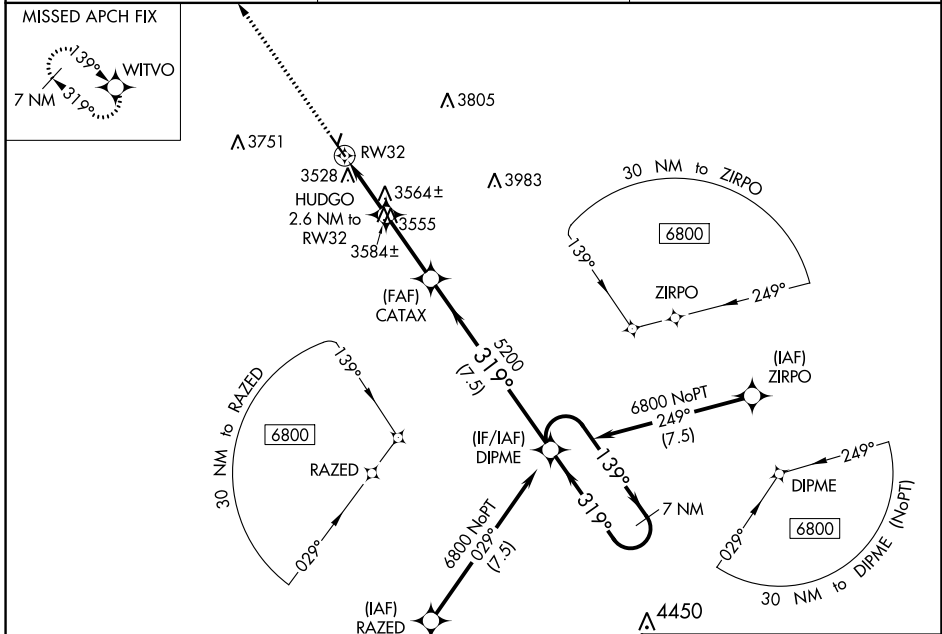 MISSED APCH FIX
139°
WITVO
7 NM
319°
3805
3751
RW32
3528
3564±
3983
HUDGO
2.6 NM to
RW32
3555
3584±
30 NM to ZIRPO
6800
139°
ZIRPO
249°
(FAF)
CATAX
5200
319°
(7.5)
(IAF)
ZIRPO
6800 NoPT
249°
(7.5)
30 NM to RAZED
139°
6800
RAZED
029°
(IF/IAF)
DIPME
139°
319°
7 NM
249°
DIPME
6800
029°
30 NM to DIPME (NoPT)
6800 NoPT
029°
(7.5)
(IAF)
RAZED
4450